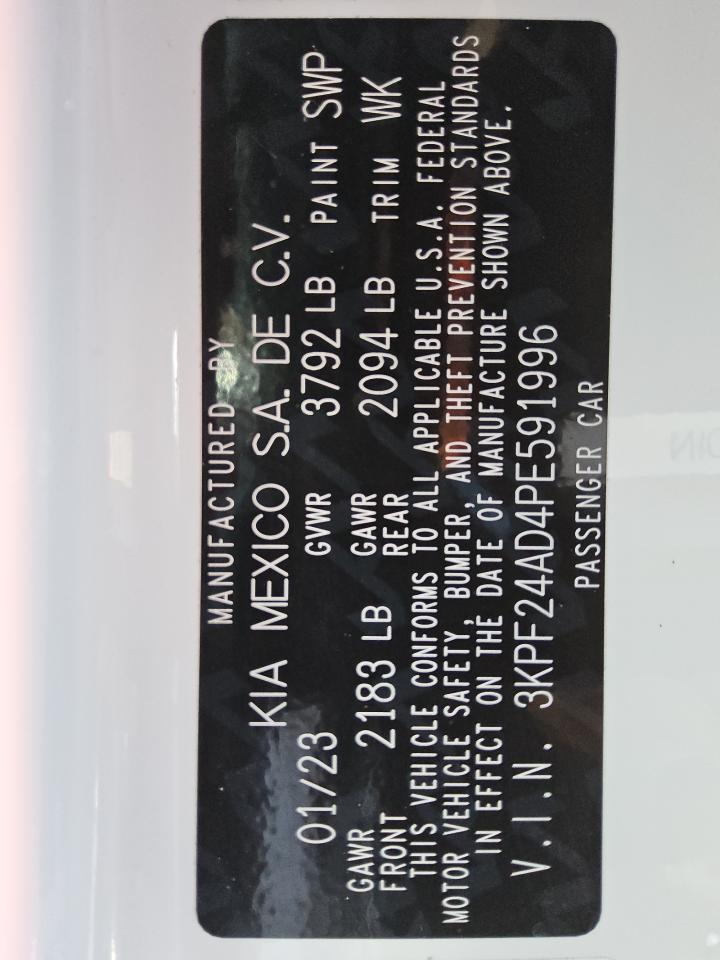 MANUFACTURED BY
KIA MEXICO S.A. DE C.V.
01/23 GVWR 3792 LB PAINT SWP
GAWR FRONT 2183 LB GAWR REAR 2094 LB TRIM WK
THIS VEHICLE CONFORMS TO ALL APPLICABLE U.S.A. FEDERAL
MOTOR VEHICLE SAFETY, BUMPER, AND THEFT PREVENTION STANDARDS
IN EFFECT ON THE DATE OF MANUFACTURE SHOWN ABOVE.
V.I.N. 3KPF24AD4PE591996
PASSENGER CAR